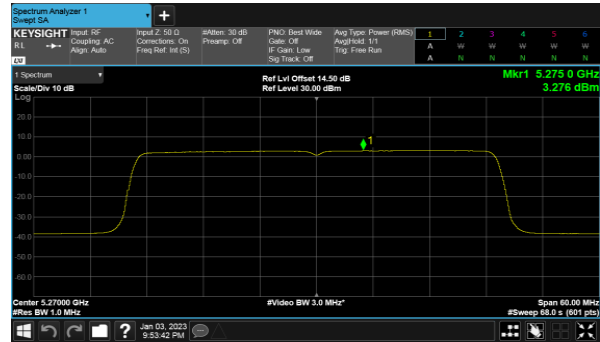 Spectrum Analyzer 1
Swept SA
+
KEYSIGHT Input: RF Input Z: 50 Ω #Atten: 30 dB PNO: Best Wide Avg Type: Power (RMS) 1 2 3 4 5 6
RL Coupling: AC Corrections: On Preamp: Off Gate: Off Avg|Hold: 1/1 A W W W W W
Align: Auto Freq Ref: Int (S) IF Gain: Low Trig: Free Run
LXI Sig Track: Off A N N N N N
1 Spectrum Ref Lvl Offset 14.50 dB Mkr1 5.275 0 GHz
Scale/Div 10 dB Ref Level 30.00 dBm 3.276 dBm
Log
20.0
10.0
1
0.00
-10.0
-20.0
-30.0
-40.0
-50.0
-60.0
Center 5.27000 GHz #Video BW 3.0 MHz* Span 60.00 MHz
#Res BW 1.0 MHz #Sweep 68.0 s (601 pts)
? Jan 03, 2023
9:53:42 PM